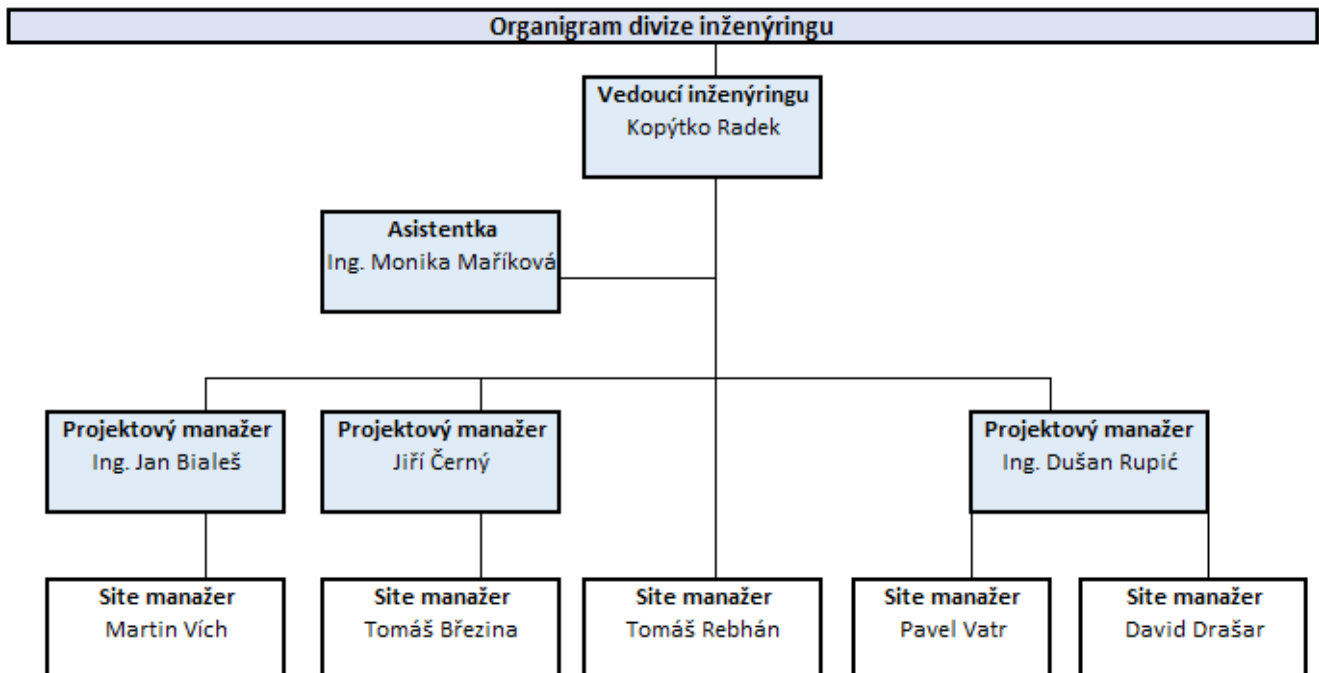 Organigram divize inženýringu
Vedoucí inženýringu
Kopýtko Radek
Asistentka
Ing. Monika Maříková
Projektový manažer
Ing. Jan Bialeš
Projektový manažer
Jiří Černý
Projektový manažer
Ing. Dušan Rupić
Site manažer
Martin Vích
Site manažer
Tomáš Březina
Site manažer
Tomáš Rebhán
Site manažer
Pavel Vatr
Site manažer
David Drašar